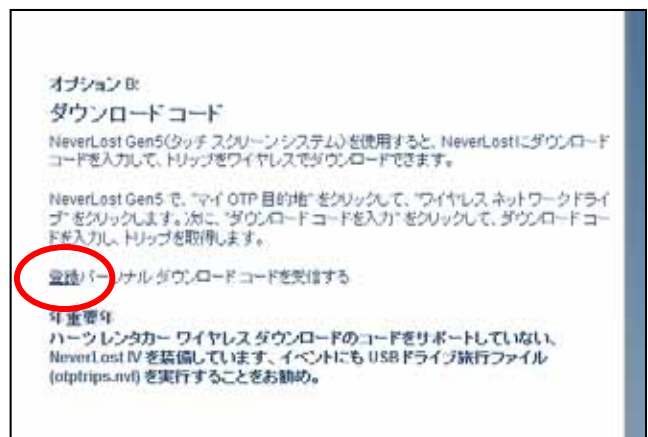 オプション B:
ダウンロード コード
NeverLost Gen5(タッチ スクリーン システム)を使用すると、NeverLostにダウンロード
コードを入力して、トリップをワイヤレスでダウンロードできます。
NeverLost Gen5 で、"マイ OTP 目的地" をクリックして、"ワイヤレス ネットワークドライ
ブ" をクリックします。次に、"ダウンロード コードを入力" をクリックして、ダウンロード コー
ドを入力し、トリップを取得します。
登録パーソナル ダウンロード コードを受信する
年重要年
ハーツ レンタカー ワイヤレス ダウンロードのコードをサポートしていない、
NeverLost IV を装備しています、イベントにも USB ドライブ旅行ファイル
(otptrips.nvl) を実行することをお勧め。